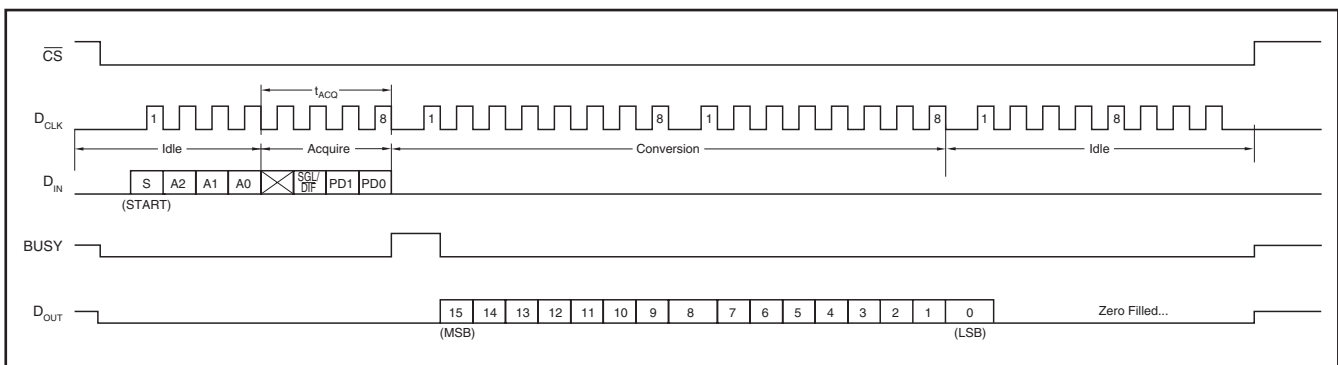 CS
tACQ
DCLK
1 8 1 8 1 8 1 8
Idle Acquire Conversion Idle
DIN
S A2 A1 A0 SGL/DIF PD1 PD0
(START)
BUSY
DOUT
15 14 13 12 11 10 9 8 7 6 5 4 3 2 1 0 Zero Filled...
(MSB) (LSB)